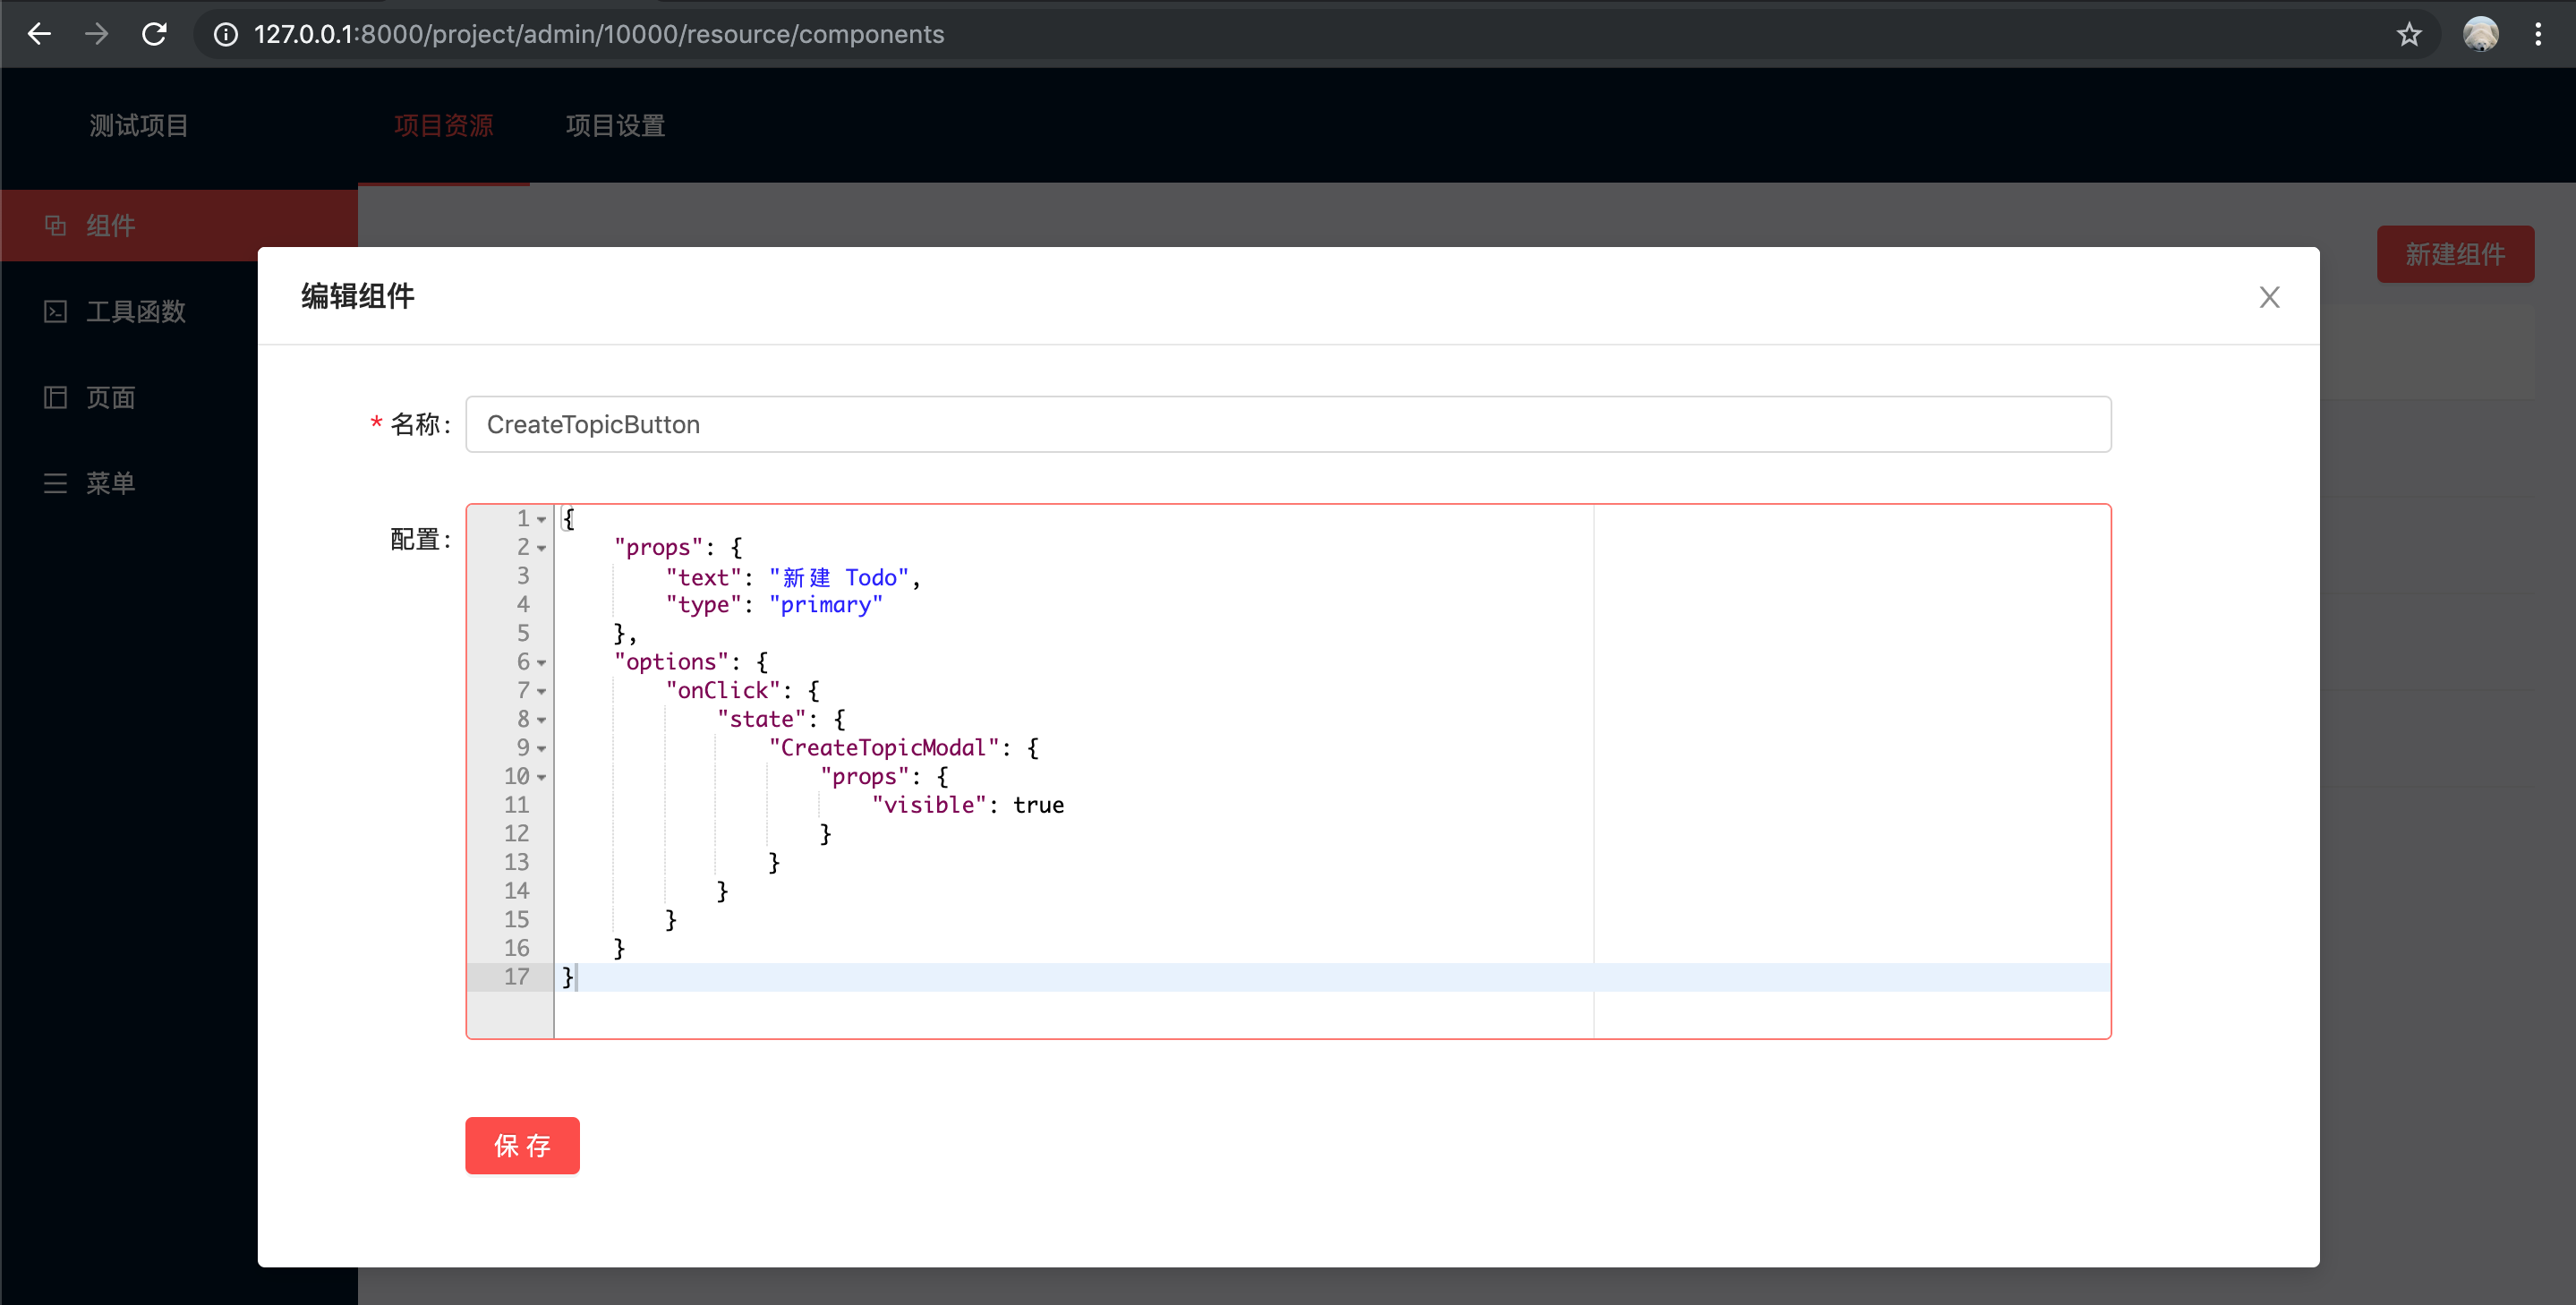 127.0.0.1:8000/project/admin/10000/resource/components
测试项目 项目资源 项目设置
组件
新建组件
工具函数
页面
菜单
编辑组件
* 名称: CreateTopicButton
配置:
1 {
2     "props": {
3         "text": "新建 Todo",
4         "type": "primary"
5     },
6     "options": {
7         "onClick": {
8             "state": {
9                 "CreateTopicModal": {
10                     "props": {
11                         "visible": true
12                     }
13                 }
14             }
15         }
16     }
17 }
保 存